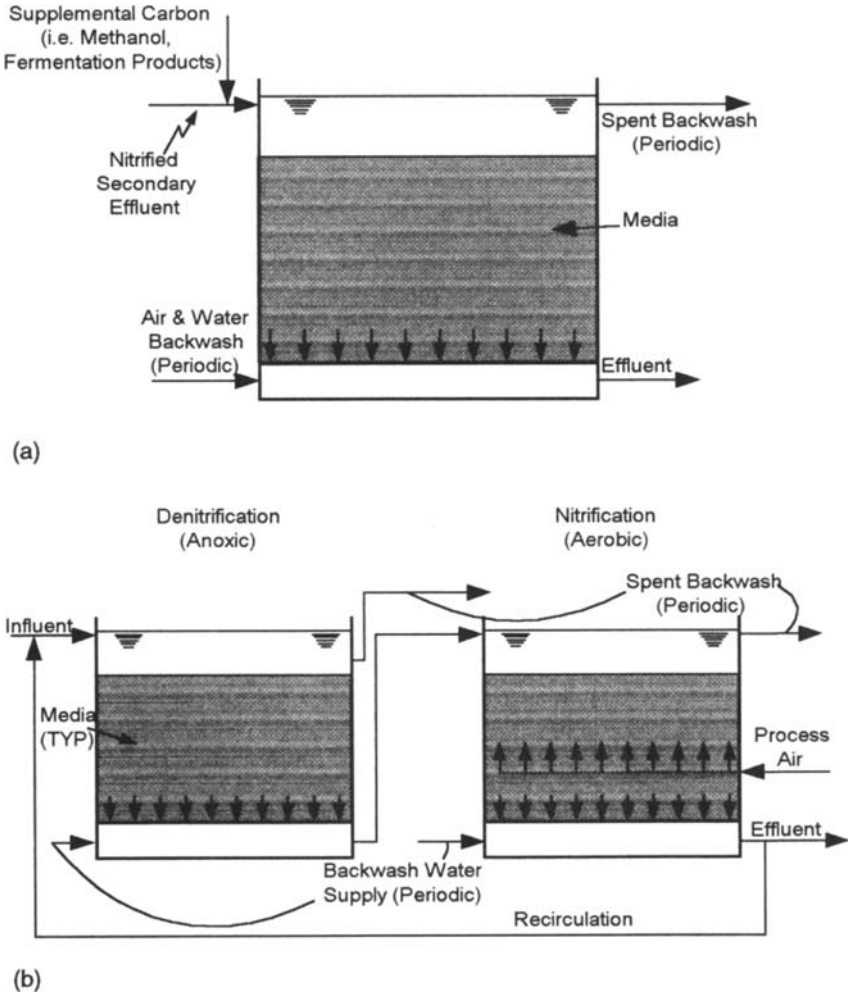 Supplemental Carbon
(i.e. Methanol,
Fermentation Products)
Spent Backwash
(Periodic)
Nitrified
Secondary
Effluent
Media
Air & Water
Backwash
(Periodic)
Effluent
(a)
Denitrification
(Anoxic)
Nitrification
(Aerobic)
Spent Backwash
(Periodic)
Influent
Media
(TYP)
Process
Air
Effluent
Backwash Water
Supply (Periodic)
Recirculation
(b)